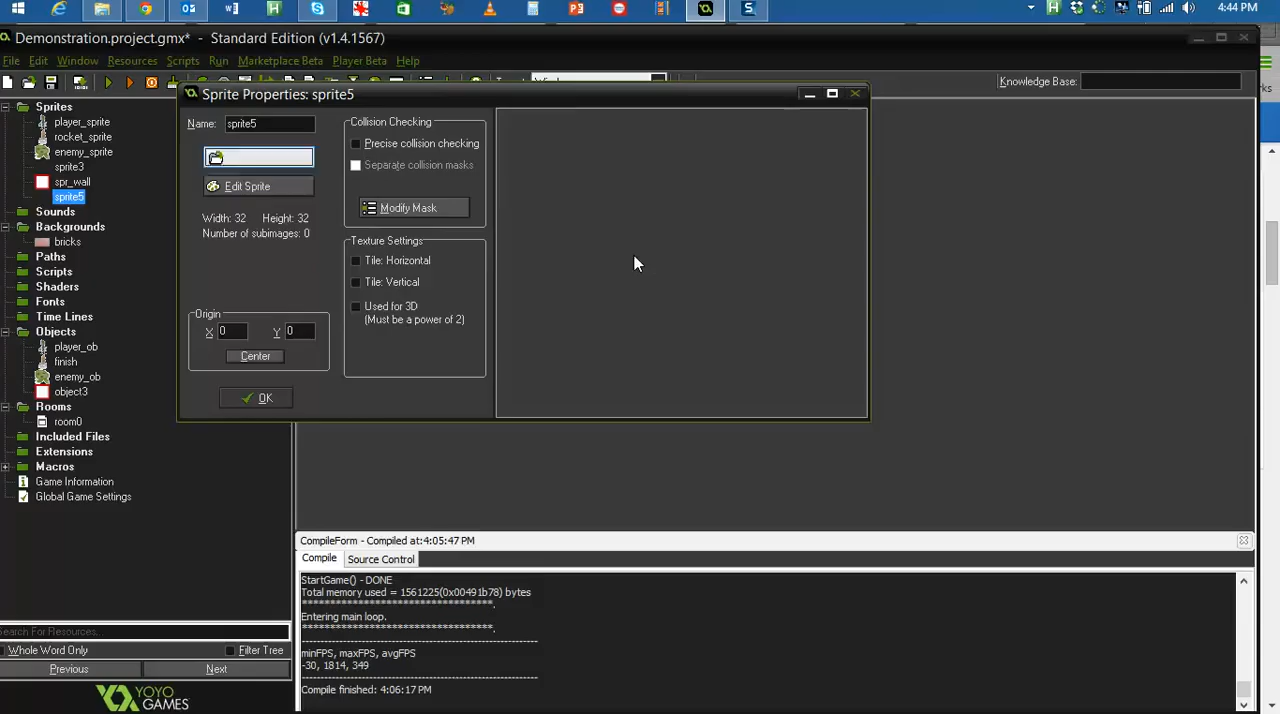 4:44 PM
Demonstration.project.gmx* - Standard Edition (v1.4.1567)
File Edit Window Resources Scripts Run Marketplace Beta Player Beta Help
Knowledge Base:
Sprites
player_sprite
rocket_sprite
enemy_sprite
sprite3
spr_wall
sprite5
Sounds
Backgrounds
bricks
Paths
Scripts
Shaders
Fonts
Time Lines
Objects
player_ob
finish
enemy_ob
object3
Rooms
room0
Included Files
Extensions
Macros
Game Information
Global Game Settings
Search For Resources...
Whole Word Only Filter Tree
Previous Next
YOYO
GAMES
Sprite Properties: sprite5
Name: sprite5
Edit Sprite
Width: 32 Height: 32
Number of subimages: 0
Origin
X 0 Y 0
Center
OK
Collision Checking
Precise collision checking
Separate collision masks
Modify Mask
Texture Settings
Tile: Horizontal
Tile: Vertical
Used for 3D
(Must be a power of 2)
CompileForm - Compiled at:4:05:47 PM
Compile Source Control
StartGame() - DONE
Total memory used = 1561225(0x00491b78) bytes
Entering main loop.
minFPS, maxFPS, avgFPS
-30, 1814, 349
Compile finished: 4:06:17 PM